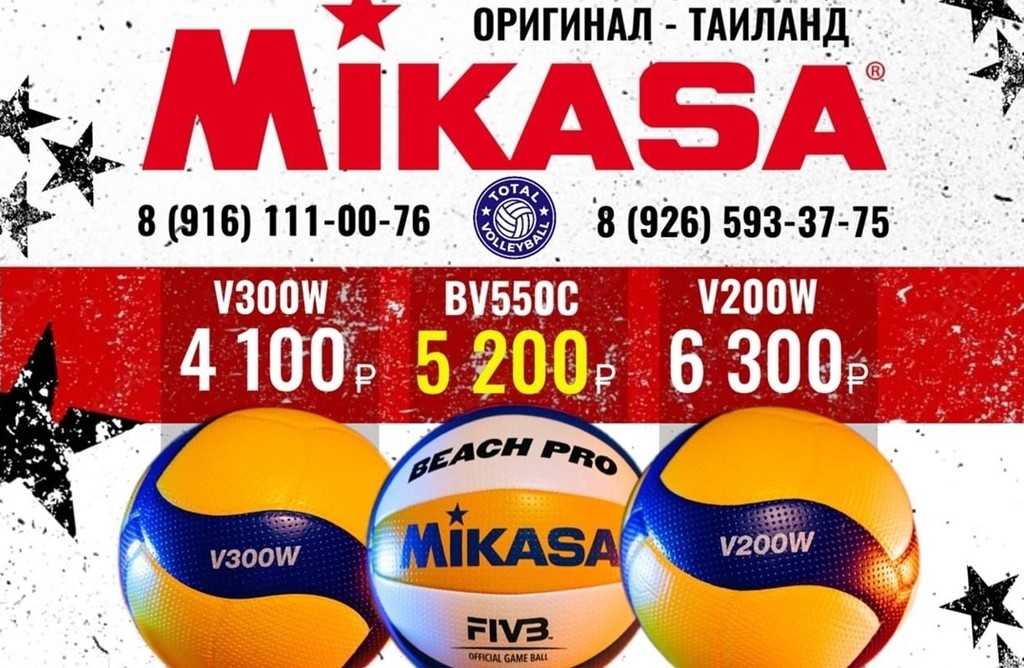 ОРИГИНАЛ - ТАИЛАНД
MiKASA®
8 (916) 111-00-76
TOTAL VOLLEYBALL
8 (926) 593-37-75
V300W
4 100 ₽
BV550C
5 200 ₽
V200W
6 300 ₽
BEACH PRO
V300W
MiKASA
V200W
FIVB
OFFICIAL GAME BALL